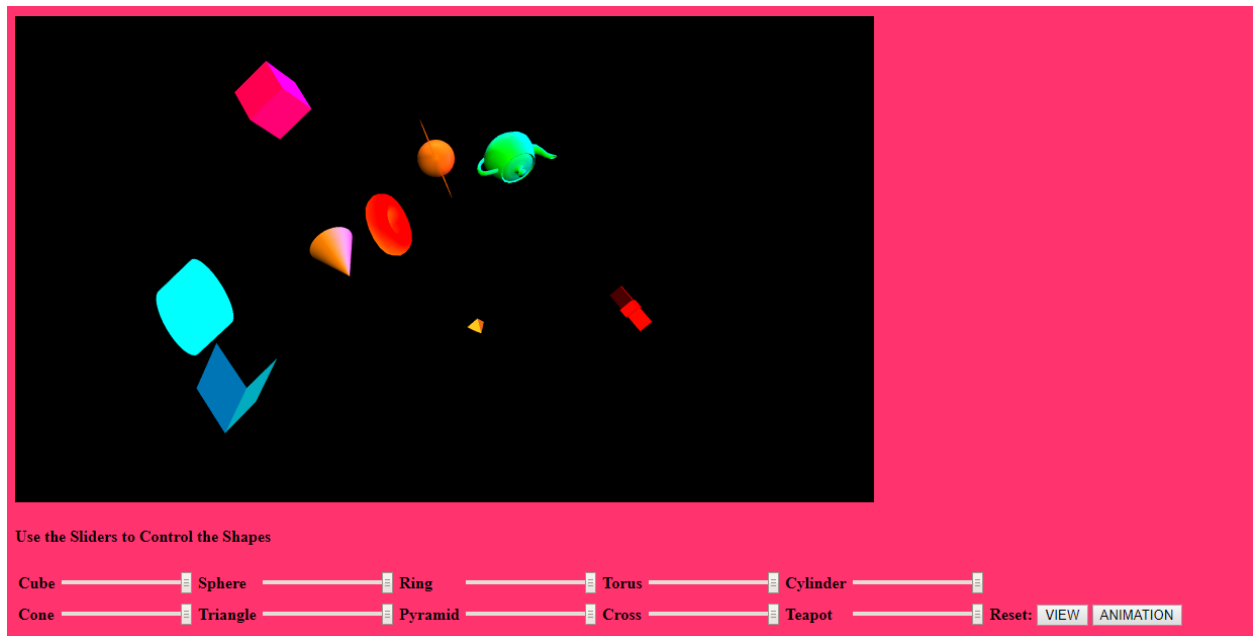 Use the Sliders to Control the Shapes
Cube Sphere Ring Torus Cylinder
Cone Triangle Pyramid Cross Teapot Reset: VIEW ANIMATION